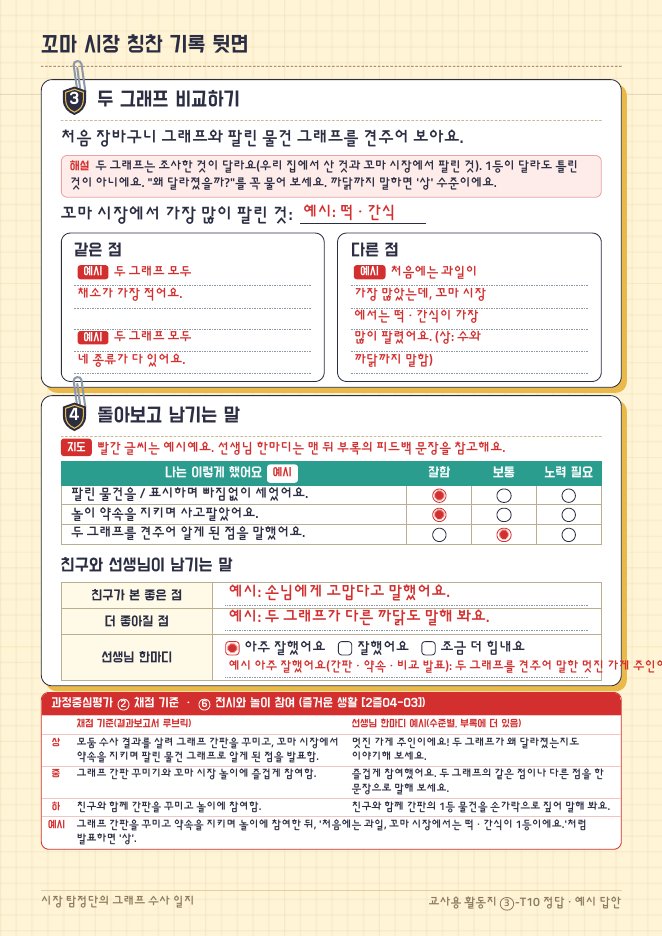 꼬마 시장 칭찬 기록 뒷면
3 두 그래프 비교하기
처음 장바구니 그래프와 팔린 물건 그래프를 견주어 보아요.
해설 두 그래프는 조사한 것이 달라요(우리 집에서 산 것과 꼬마 시장에서 팔린 것). 1등이 달라도 틀린
것이 아니에요. "왜 달라졌을까?"를 꼭 물어 보세요. 까닭까지 말하면 '상' 수준이에요.
꼬마 시장에서 가장 많이 팔린 것: 예시: 떡 · 간식
같은 점
예시 두 그래프 모두
채소가 가장 적어요.
예시 두 그래프 모두
네 종류가 다 있어요.
다른 점
예시 처음에는 과일이
가장 많았는데, 꼬마 시장
에서는 떡 · 간식이 가장
많이 팔렸어요. (상: 수와
까닭까지 말함)
4 돌아보고 남기는 말
지도 빨간 글씨는 예시예요. 선생님 한마디는 맨 뒤 부록의 피드백 문장을 참고해요.
나는 이렇게 했어요 예시 잘함 보통 노력 필요
팔린 물건을 / 표시하며 빠짐없이 세었어요.
놀이 약속을 지키며 사고팔았어요.
두 그래프를 견주어 알게 된 점을 말했어요.
친구와 선생님이 남기는 말
친구가 본 좋은 점 예시: 손님에게 고맙다고 말했어요.
더 좋아질 점 예시: 두 그래프가 다른 까닭도 말해 봐요.
선생님 한마디 아주 잘했어요 잘했어요 조금 더 힘내요
예시 아주 잘했어요(간판 · 약속 · 비교 발표): 두 그래프를 견주어 말한 멋진 가게 주인이
과정중심평가 ② 채점 기준 · ⑥ 전시와 놀이 참여 (즐거운 생활 [2즐04-03])
채점 기준(결과보고서 루브릭) 선생님 한마디 예시(수준별, 부록에 더 있음)
상 모둠 수사 결과를 살려 그래프 간판을 꾸미고, 꼬마 시장에서 멋진 가게 주인이에요! 두 그래프가 왜 달라졌는지도
약속을 지키며 팔린 물건 그래프로 알게 된 점을 발표함. 이야기해 보세요.
중 그래프 간판 꾸미기와 꼬마 시장 놀이에 즐겁게 참여함. 즐겁게 참여했어요. 두 그래프의 같은 점이나 다른 점을 한
문장으로 말해 보세요.
하 친구와 함께 간판을 꾸미고 놀이에 참여함. 친구와 함께 간판의 1등 물건을 손가락으로 짚어 말해 봐요.
예시 그래프 간판을 꾸미고 약속을 지키며 놀이에 참여한 뒤, '처음에는 과일, 꼬마 시장에서는 떡 · 간식이 1등이에요.'처럼
발표하면 '상'.
시장 탐정단의 그래프 수사 일지 교사용 활동지 ③-T10 정답 · 예시 답안